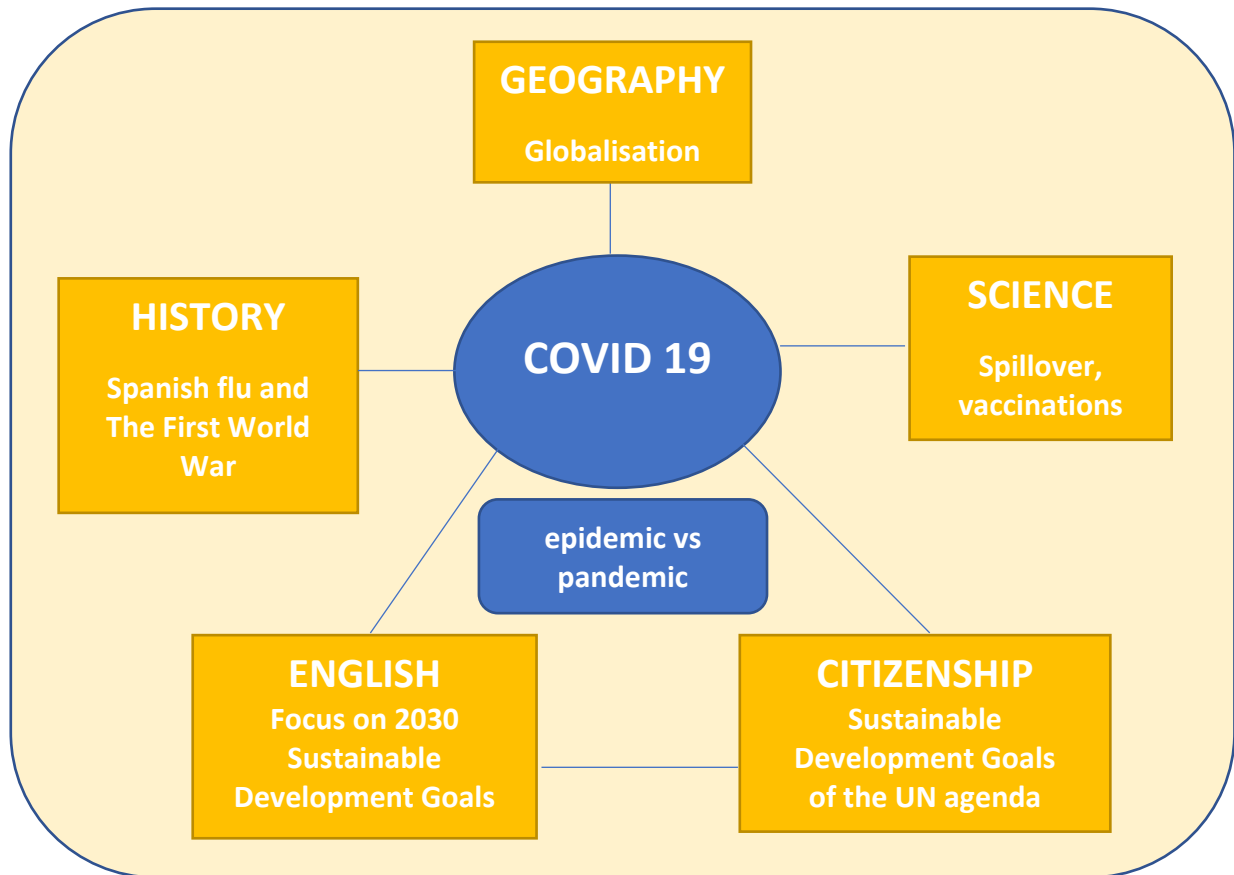 GEOGRAPHY
Globalisation
HISTORY
Spanish flu and
The First World
War
COVID 19
SCIENCE
Spillover,
vaccinations
epidemic vs
pandemic
ENGLISH
Focus on 2030
Sustainable
Development Goals
CITIZENSHIP
Sustainable
Development Goals
of the UN agenda